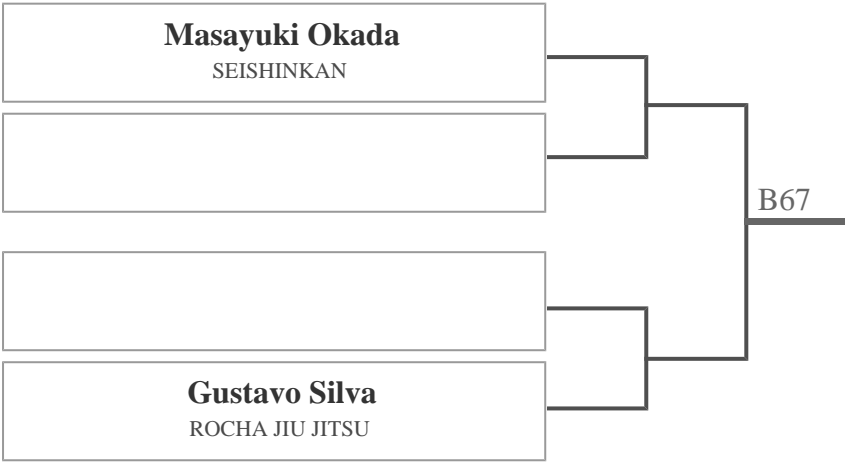 Masayuki Okada
SEISHINKAN
B67
Gustavo Silva
ROCHA JIU JITSU